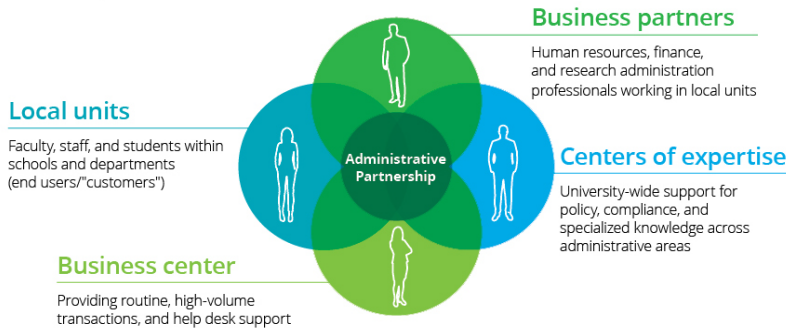 Business partners
Human resources, finance,
and research administration
professionals working in local units
Local units
Faculty, staff, and students within
schools and departments
(end users/"customers")
Administrative
Partnership
Centers of expertise
University-wide support for
policy, compliance, and
specialized knowledge across
administrative areas
Business center
Providing routine, high-volume
transactions, and help desk support